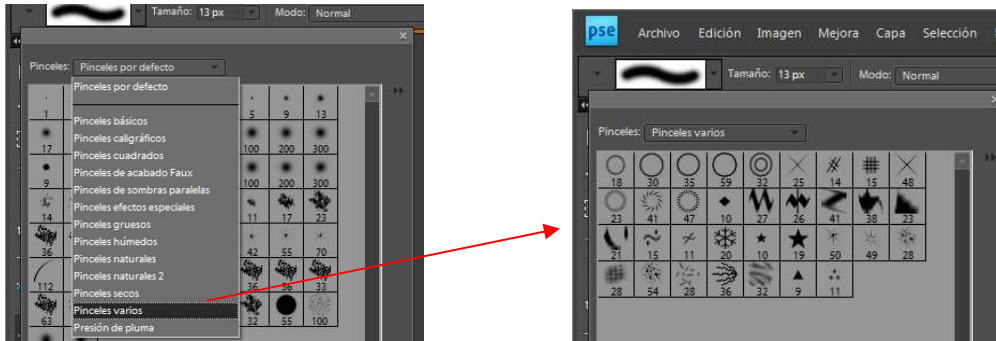 Tamaño: 13 px Modo: Normal
Pinceles: Pinceles por defecto
Pinceles por defecto
Pinceles básicos
Pinceles caligráficos
Pinceles cuadrados
Pinceles de acabado Faux
Pinceles de sombras paralelas
Pinceles efectos especiales
Pinceles gruesos
Pinceles húmedos
Pinceles naturales
Pinceles naturales 2
Pinceles secos
Pinceles varios
Presión de pluma
1 5 9 13
17 100 200 300
9 100 200 300
14 11 17 23
36 42 55 70
112 36 36 33
63 32 55 100
pse Archivo Edición Imagen Mejora Capa Selección
Tamaño: 13 px Modo: Normal
Pinceles: Pinceles varios
18 30 35 59 32 25 14 15 48
23 41 47 10 27 26 41 38 23
21 15 11 20 10 19 50 49 28
28 54 28 36 32 9 11